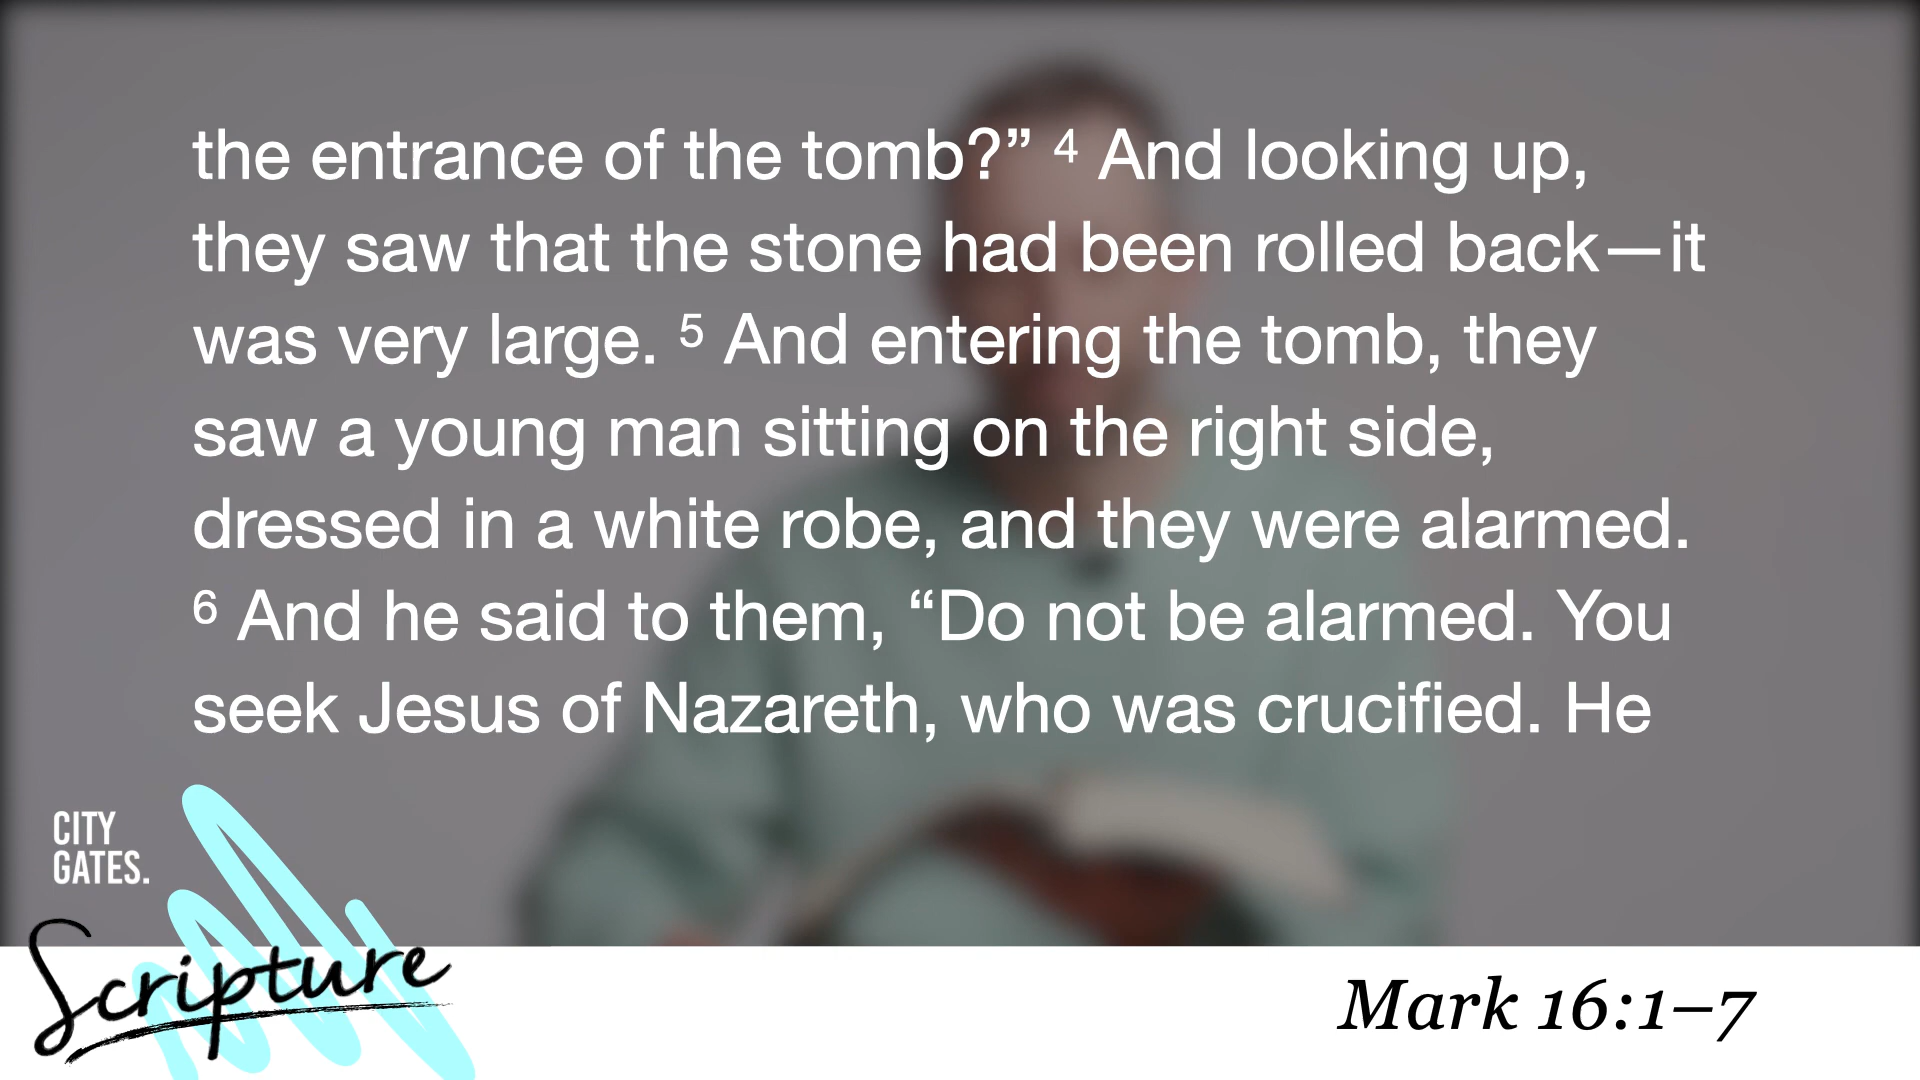 the entrance of the tomb?” ⁴ And looking up,
they saw that the stone had been rolled back—it
was very large. ⁵ And entering the tomb, they
saw a young man sitting on the right side,
dressed in a white robe, and they were alarmed.
⁶ And he said to them, “Do not be alarmed. You
seek Jesus of Nazareth, who was crucified. He
CITY
GATES.
Scripture
Mark 16:1–7